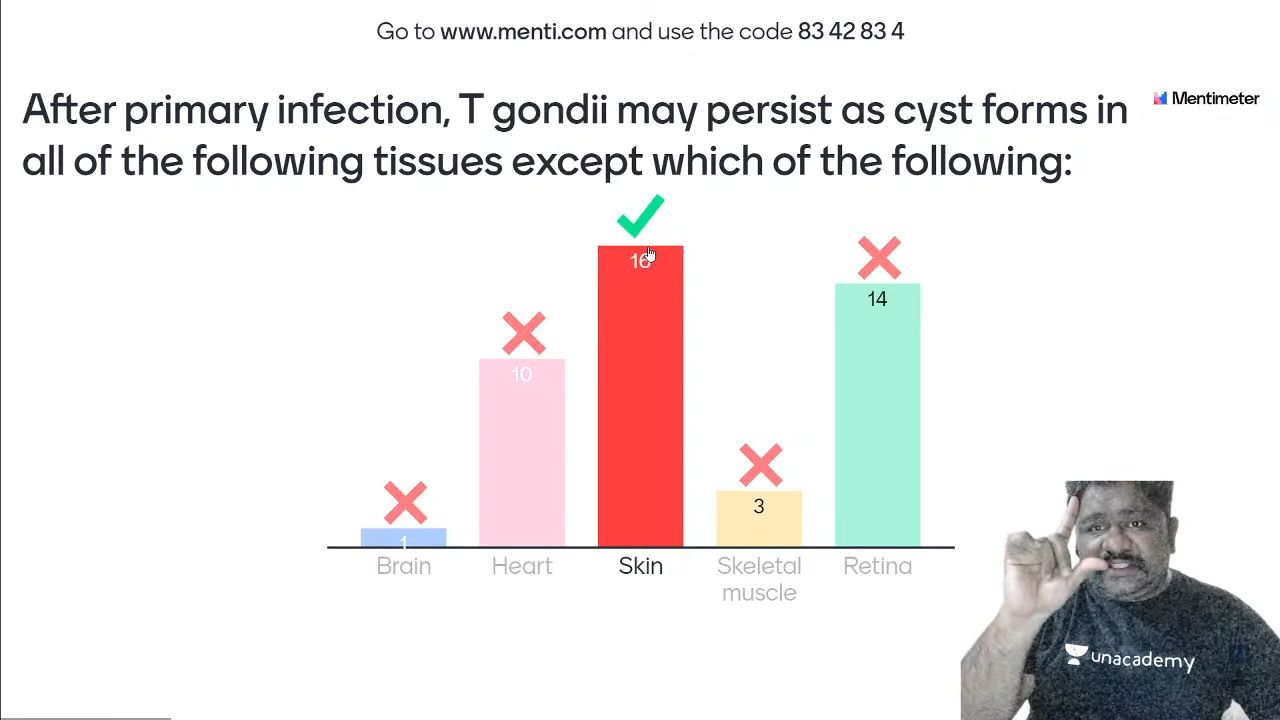 Go to www.menti.com and use the code 83 42 83 4
After primary infection, T gondii may persist as cyst forms in
all of the following tissues except which of the following:
Mentimeter
1
10
16
3
14
Brain
Heart
Skin
Skeletal
muscle
Retina
unacademy